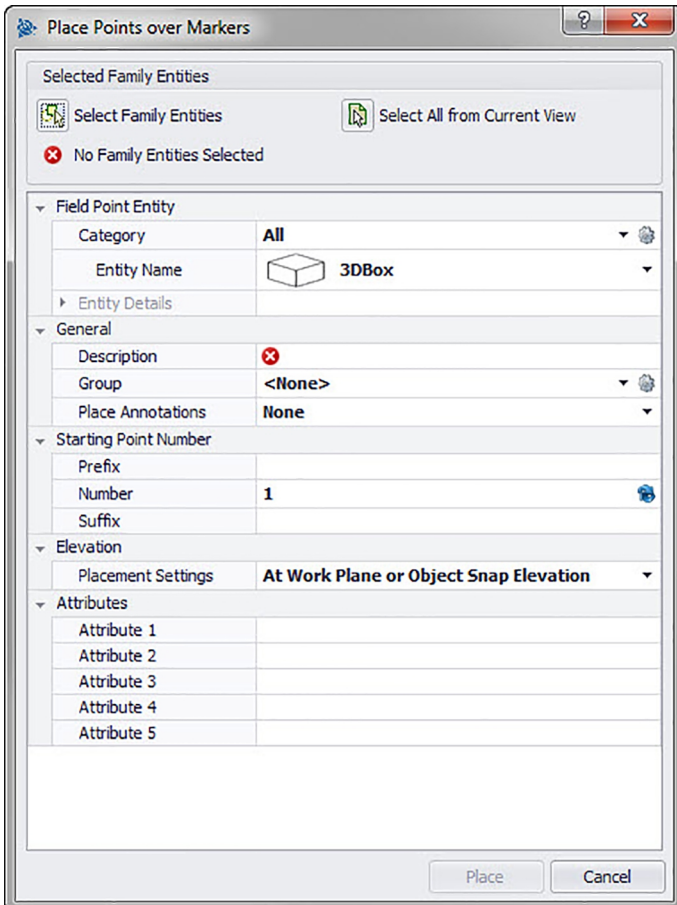 Place Points over Markers
?
Selected Family Entities
Select Family Entities Select All from Current View
No Family Entities Selected
Field Point Entity
Category All
Entity Name 3DBox
Entity Details
General
Description
Group <None>
Place Annotations None
Starting Point Number
Prefix
Number 1
Suffix
Elevation
Placement Settings At Work Plane or Object Snap Elevation
Attributes
Attribute 1
Attribute 2
Attribute 3
Attribute 4
Attribute 5
Place Cancel